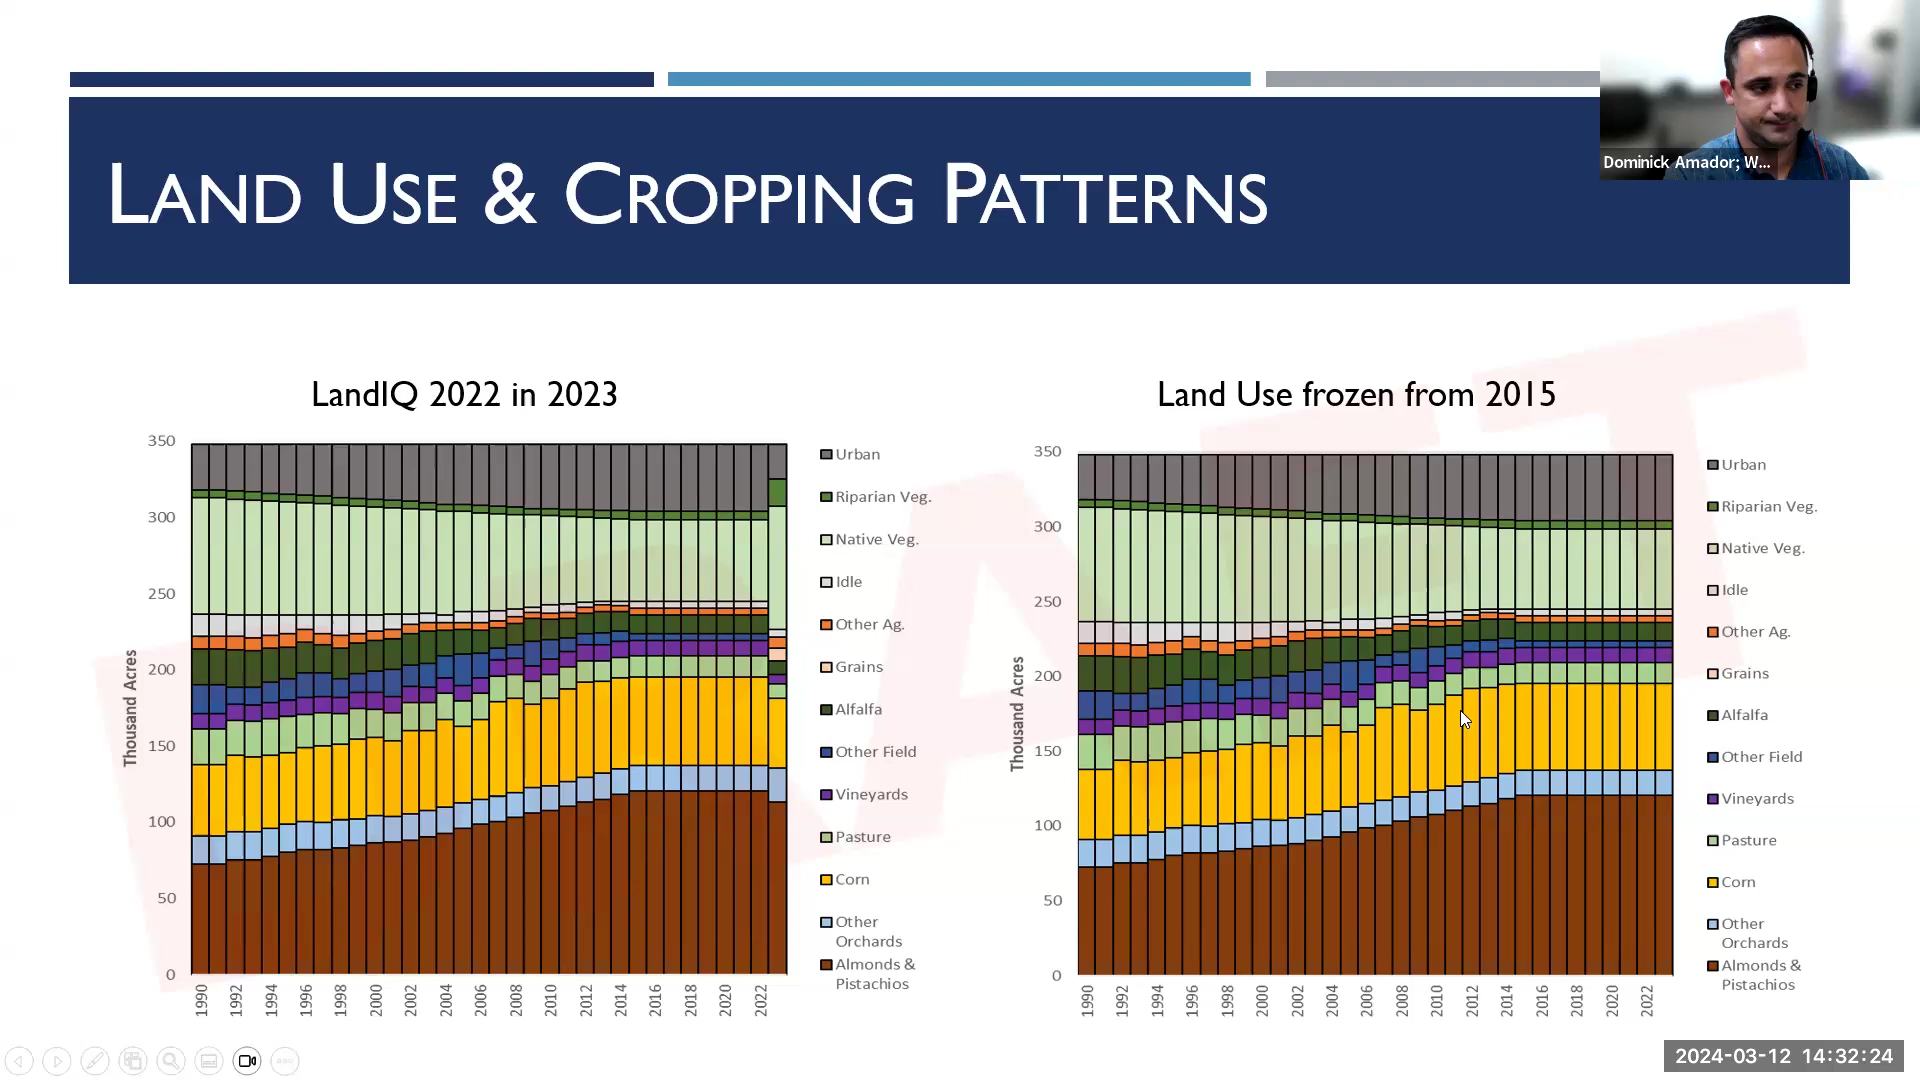 Dominick Amador; W...
LAND USE & CROPPING PATTERNS
LandIQ 2022 in 2023
Thousand Acres
350
300
250
200
150
100
50
0
1990
1992
1994
1996
1998
2000
2002
2004
2006
2008
2010
2012
2014
2016
2018
2020
2022
Urban
Riparian Veg.
Native Veg.
Idle
Other Ag.
Grains
Alfalfa
Other Field
Vineyards
Pasture
Corn
Other
Orchards
Almonds &
Pistachios
Land Use frozen from 2015
Thousand Acres
350
300
250
200
150
100
50
0
1990
1992
1994
1996
1998
2000
2002
2004
2006
2008
2010
2012
2014
2016
2018
2020
2022
Urban
Riparian Veg.
Native Veg.
Idle
Other Ag.
Grains
Alfalfa
Other Field
Vineyards
Pasture
Corn
Other
Orchards
Almonds &
Pistachios
DRAFT
2024-03-12 14:32:24